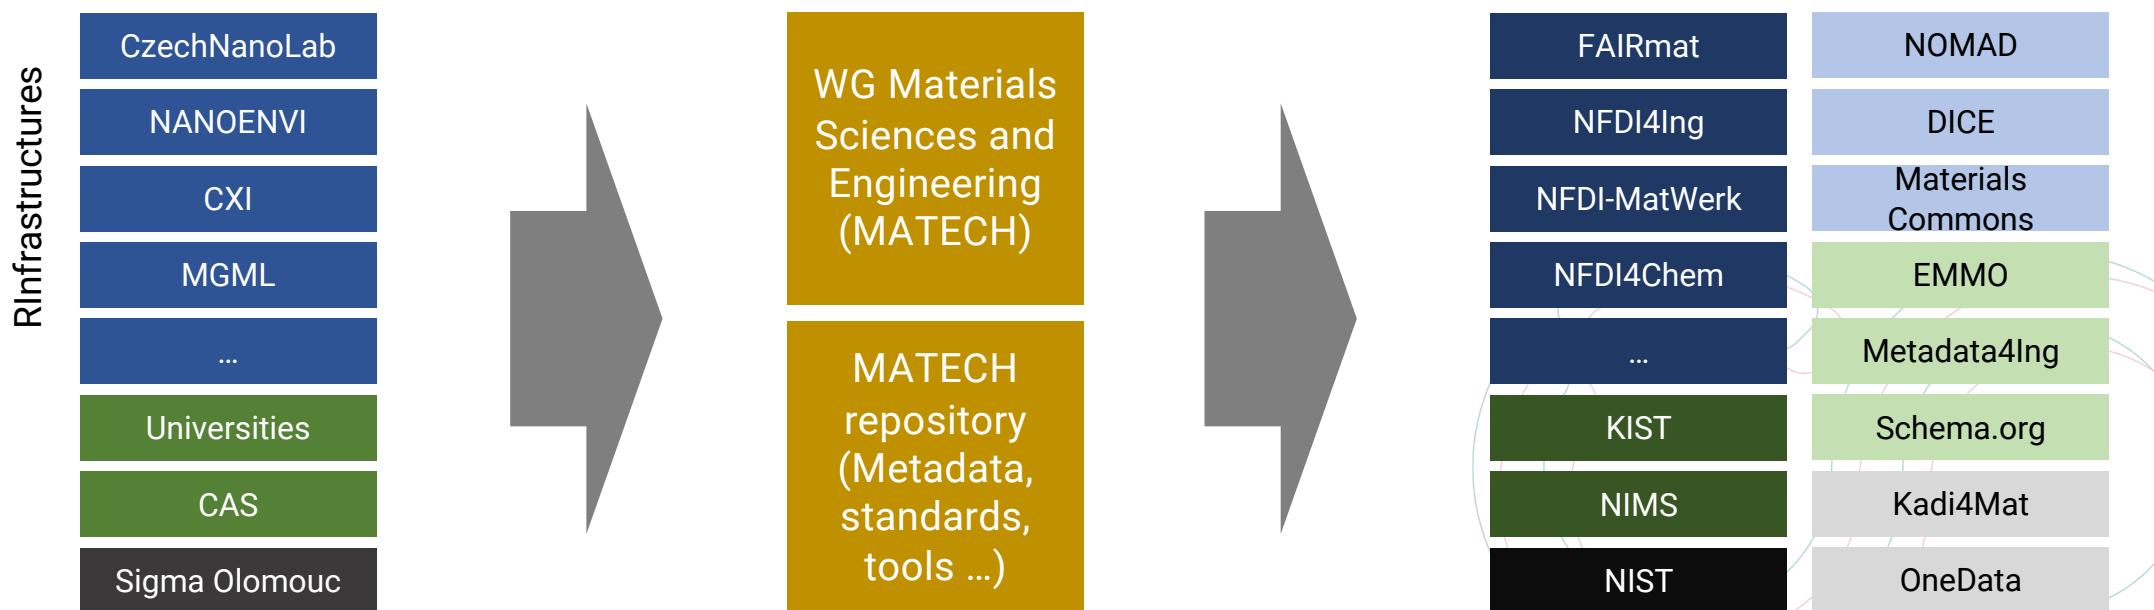 RInfrastructures
CzechNanoLab
NANOENVI
CXI
MGML
...
Universities
CAS
Sigma Olomouc
WG Materials
Sciences and
Engineering
(MATECH)
MATECH
repository
(Metadata,
standards,
tools ...)
FAIRmat
NFDI4Ing
NFDI-MatWerk
NFDI4Chem
...
KIST
NIMS
NIST
NOMAD
DICE
Materials
Commons
EMMO
Metadata4Ing
Schema.org
Kadi4Mat
OneData